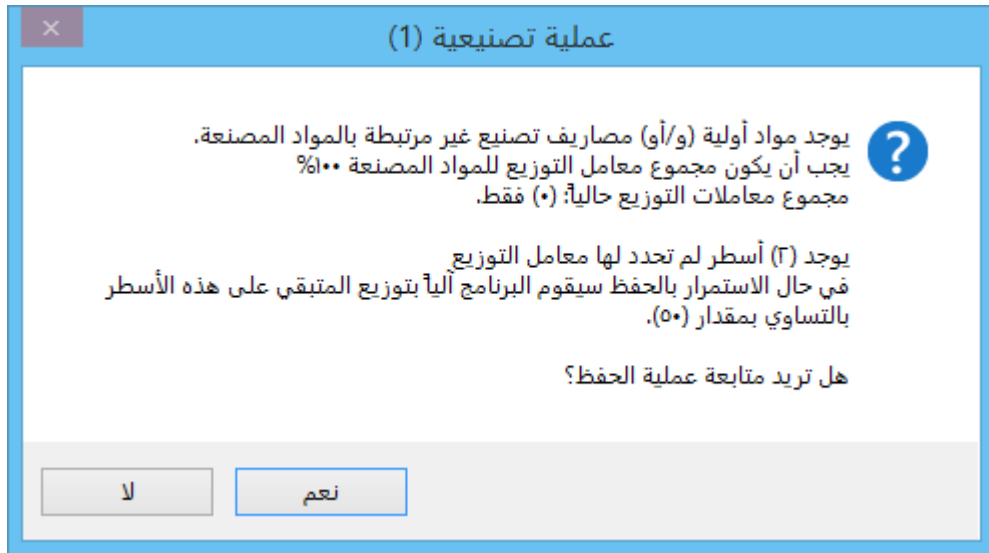 عملية تصنيعية (1)
يوجد مواد أولية (و/أو) مصاريف تصنيع غير مرتبطة بالمواد المصنعة.
يجب أن يكون مجموع معامل التوزيع للمواد المصنعة ١٠٠%
مجموع معاملات التوزيع حالياً: (٠) فقط.
يوجد (٢) أسطر لم تحدد لها معامل التوزيع
في حال الاستمرار بالحفظ سيقوم البرنامج آلياً بتوزيع المتبقي على هذه الأسطر
بالتساوي بمقدار (٥٠).
هل تريد متابعة عملية الحفظ؟
نعم
لا